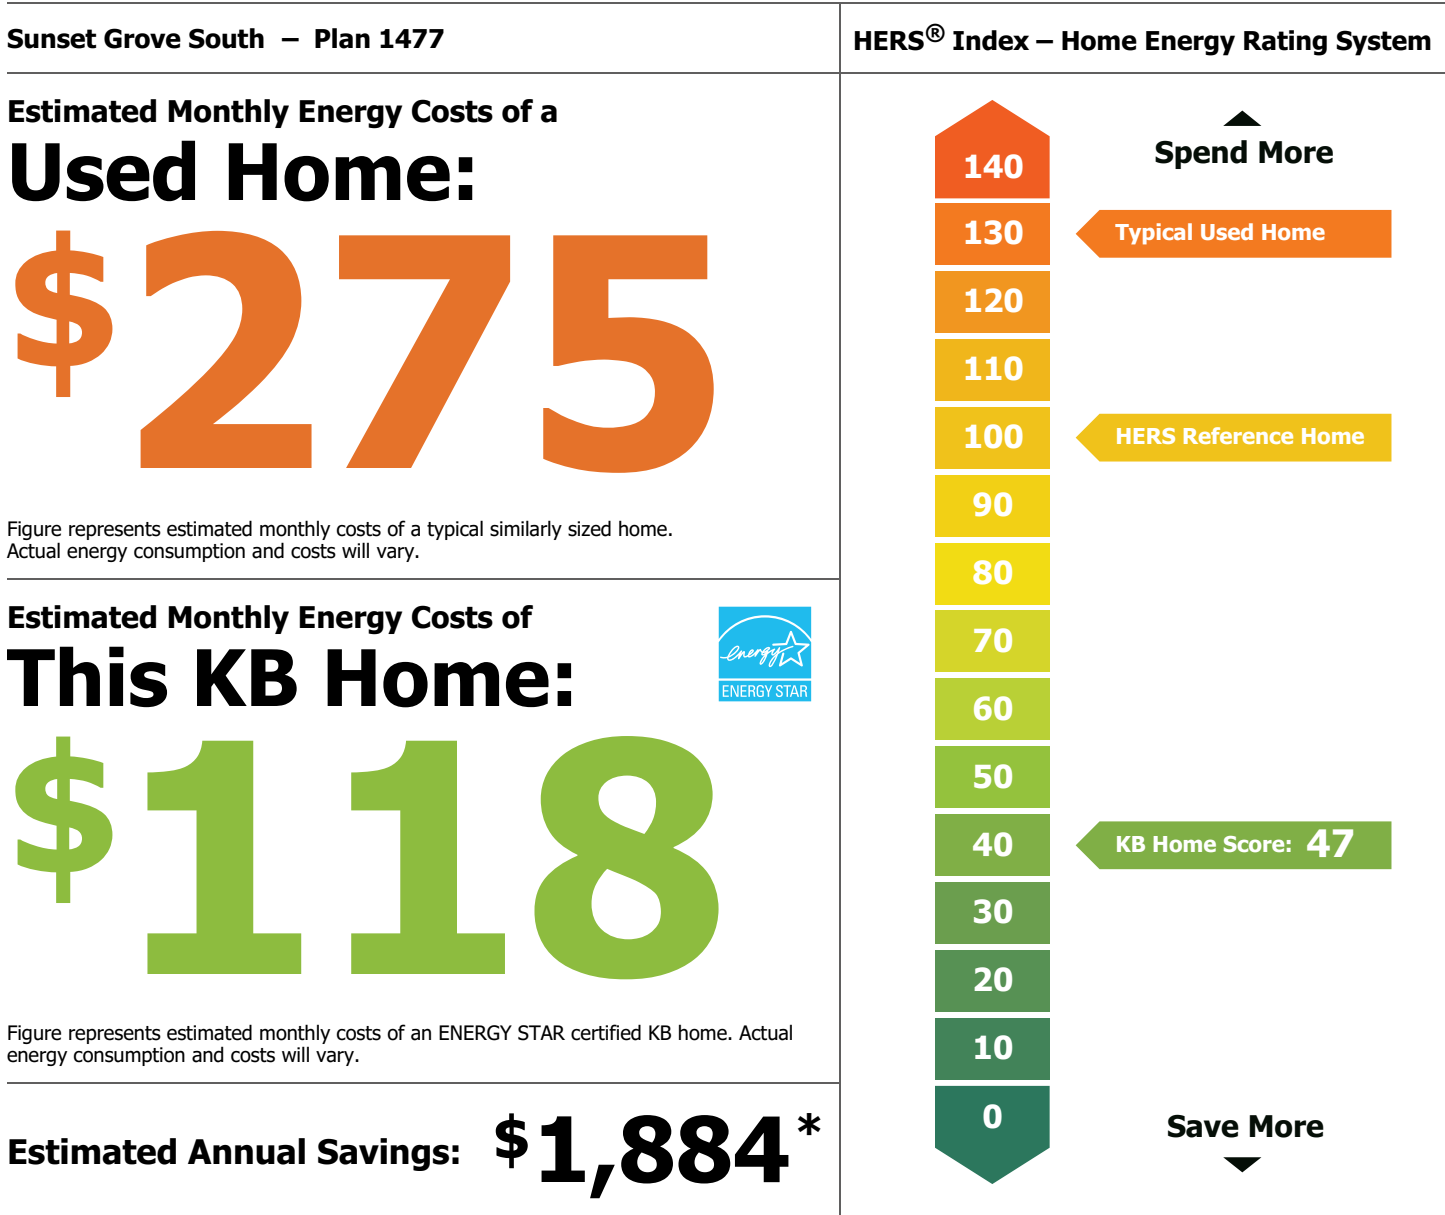 Sunset Grove South – Plan 1477
Estimated Monthly Energy Costs of a
Used Home:
$275
Figure represents estimated monthly costs of a typical similarly sized home.
Actual energy consumption and costs will vary.
Estimated Monthly Energy Costs of
This KB Home:
energy
ENERGY STAR
$118
Figure represents estimated monthly costs of an ENERGY STAR certified KB home. Actual
energy consumption and costs will vary.
Estimated Annual Savings: $1,884*
HERS® Index – Home Energy Rating System
Spend More
140
130 Typical Used Home
120
110
100 HERS Reference Home
90
80
70
60
50
40 KB Home Score: 47
30
20
10
0
Save More